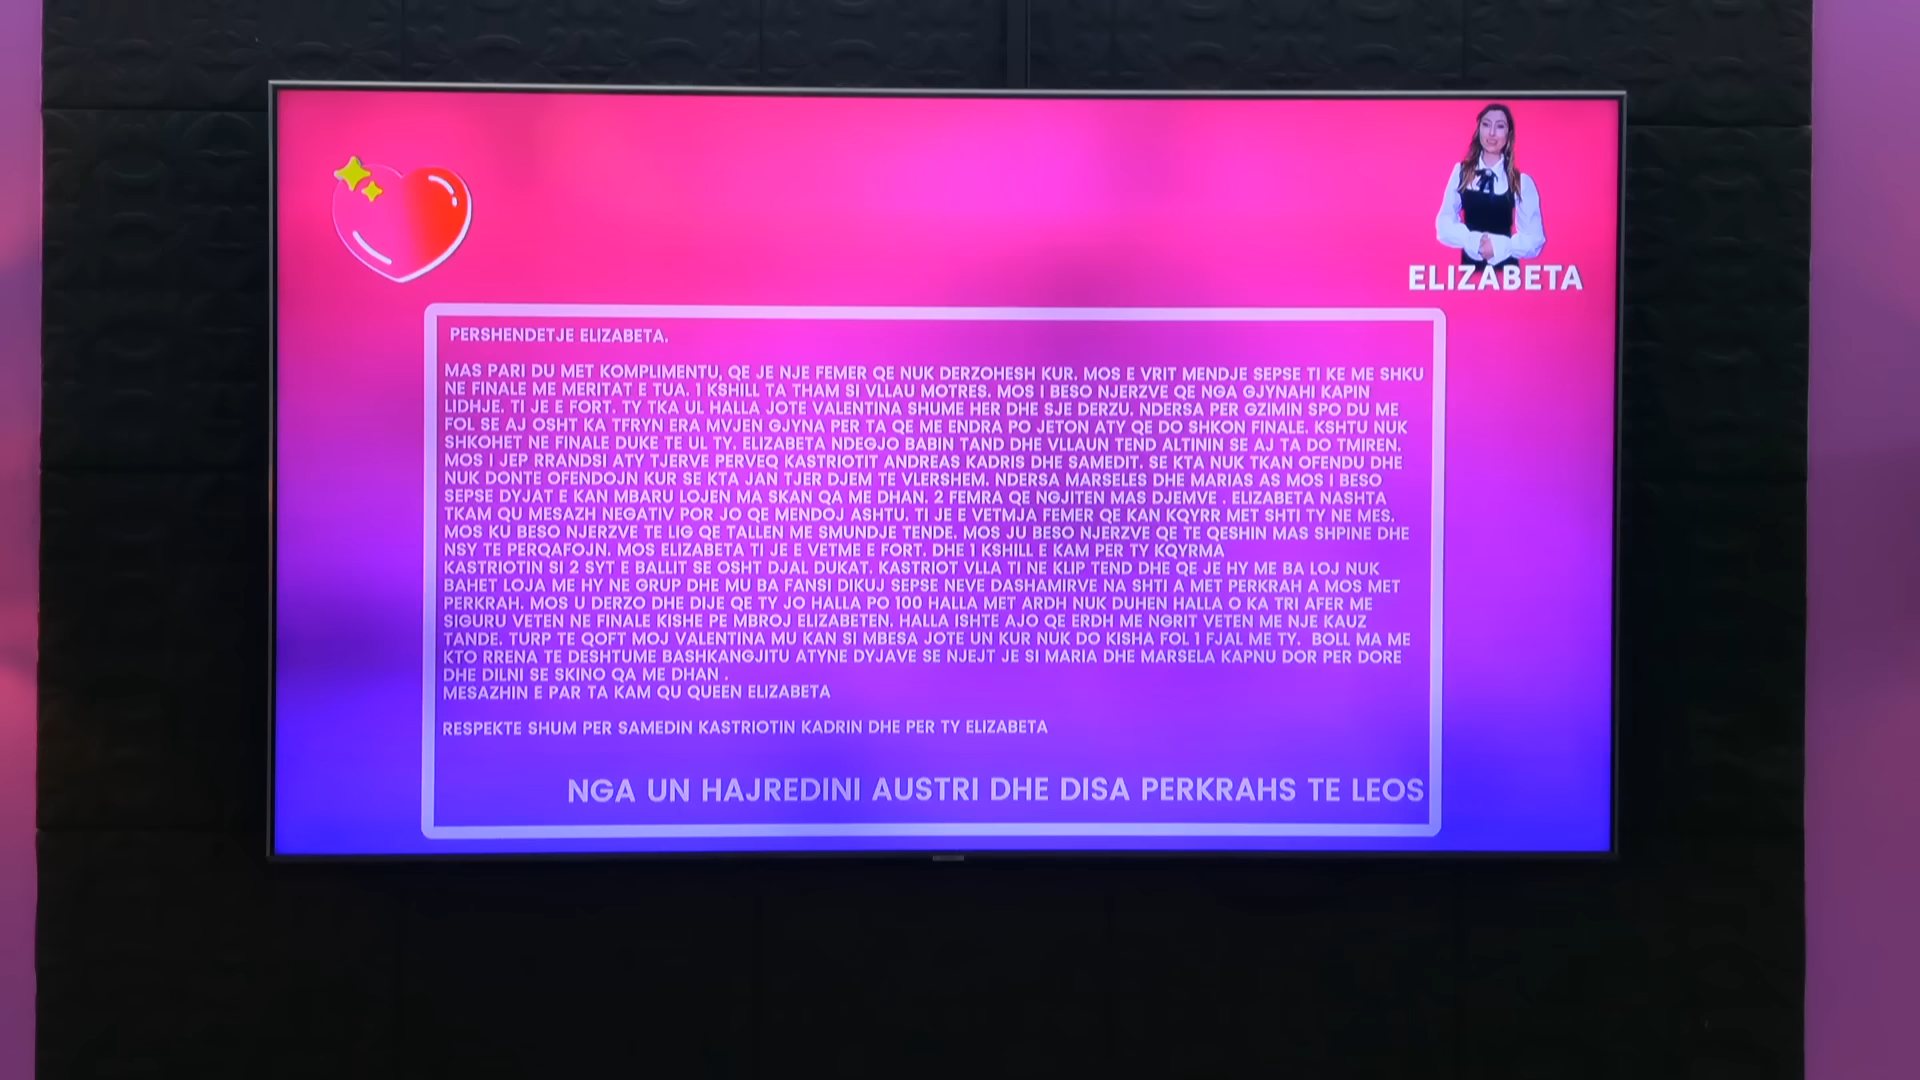 ELIZABETA
PERSHENDETJE ELIZABETA.
MAS PARI DU MET KOMPLIMENTU, QE JE NJE FEMER QE NUK DERZOHESH KUR. MOS E VRIT MENDJE SEPSE TI KE ME SHKU
NE FINALE ME MERITAT E TUA. 1 KSHILL TA THAM SI VLLAU MOTRES. MOS I BESO NJERZVE QE NGA GJYNAHI KAPIN
LIDHJE. TI JE E FORT. TY TKA UL HALLA JOTE VALENTINA SHUME HER DHE SJE DERZU. NDERSA PER GZIMIN SPO DU ME
FOL SE AJ OSHT KA TFRYN ERA MVJEN GJYNA PER TA QE ME ENDRA PO JETON ATY QE DO SHKON FINALE. KSHTU NUK
SHKOHET NE FINALE DUKE TE UL TY. ELIZABETA NDEGJO BABIN TAND DHE VLLAUN TEND ALTININ SE AJ TA DO TMIREN.
MOS I JEP RRANDSI ATY TJERVE PERVEQ KASTRIOTIT ANDREAS KADRIS DHE SAMEDIT. SE KTA NUK TKAN OFENDU DHE
NUK DONTE OFENDOJN KUR SE KTA JAN TJER DJEM TE VLERSHEM. NDERSA MARSELES DHE MARIAS AS MOS I BESO
SEPSE DYJAT E KAN MBARU LOJEN MA SKAN QA ME DHAN. 2 FEMRA QE NGJITEN MAS DJEMVE . ELIZABETA NASHTA
TKAM QU MESAZH NEGATIV POR JO QE MENDOJ ASHTU. TI JE E VETMJA FEMER QE KAN KQYRR MET SHTI TY NE MES.
MOS KU BESO NJERZVE TE LIG QE TALLEN ME SMUNDJE TENDE. MOS JU BESO NJERZVE QE TE QESHIN MAS SHPINE DHE
NSY TE PERQAFOJN. MOS ELIZABETA TI JE E VETME E FORT. DHE 1 KSHILL E KAM PER TY KQYRMA
KASTRIOTIN SI 2 SYT E BALLIT SE OSHT DJAL DUKAT. KASTRIOT VLLA TI NE KLIP TEND DHE QE JE HY ME BA LOJ NUK
BAHET LOJA ME HY NE GRUP DHE MU BA FANSI DIKUJ SEPSE NEVE DASHAMIRVE NA SHTI A MET PERKRAH A MOS MET
PERKRAH. MOS U DERZO DHE DIJE QE TY JO HALLA PO 100 HALLA MET ARDH NUK DUHEN HALLA O KA TRI AFER ME
SIGURU VETEN NE FINALE KISHE PE MBROJ ELIZABETEN. HALLA ISHTE AJO QE ERDH ME NGRIT VETEN ME NJE KAUZ
TANDE. TURP TE QOFT MOJ VALENTINA MU KAN SI MBESA JOTE UN KUR NUK DO KISHA FOL 1 FJAL ME TY. BOLL MA ME
KTO RRENA TE DESHTUME BASHKANGJITU ATYNE DYJAVE SE NJEJT JE SI MARIA DHE MARSELA KAPNU DOR PER DORE
DHE DILNI SE SKINO QA ME DHAN .
MESAZHIN E PAR TA KAM QU QUEEN ELIZABETA
RESPEKTE SHUM PER SAMEDIN KASTRIOTIN KADRIN DHE PER TY ELIZABETA
NGA UN HAJREDINI AUSTRI DHE DISA PERKRAHS TE LEOS